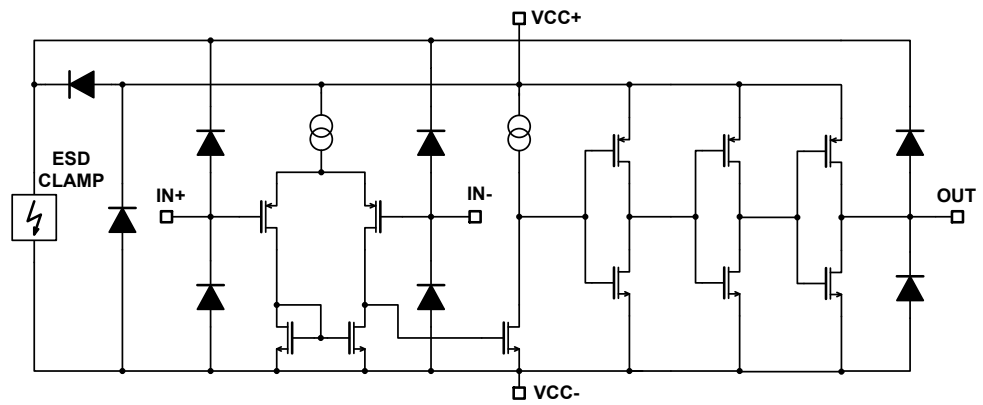 VCC+
ESD
CLAMP
IN+
IN-
OUT
VCC-